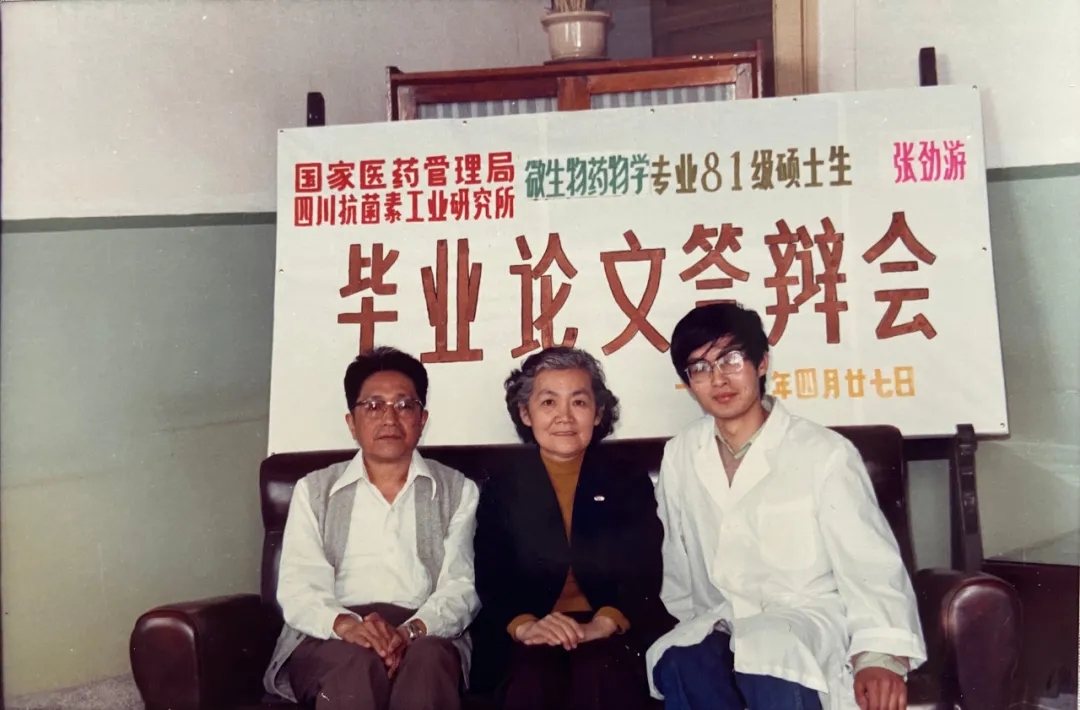 国家医药管理局
四川抗菌素工业研究所
微生物药物学专业81级硕士生 张劲游
毕业论文答辩会
一 年四月廿七日